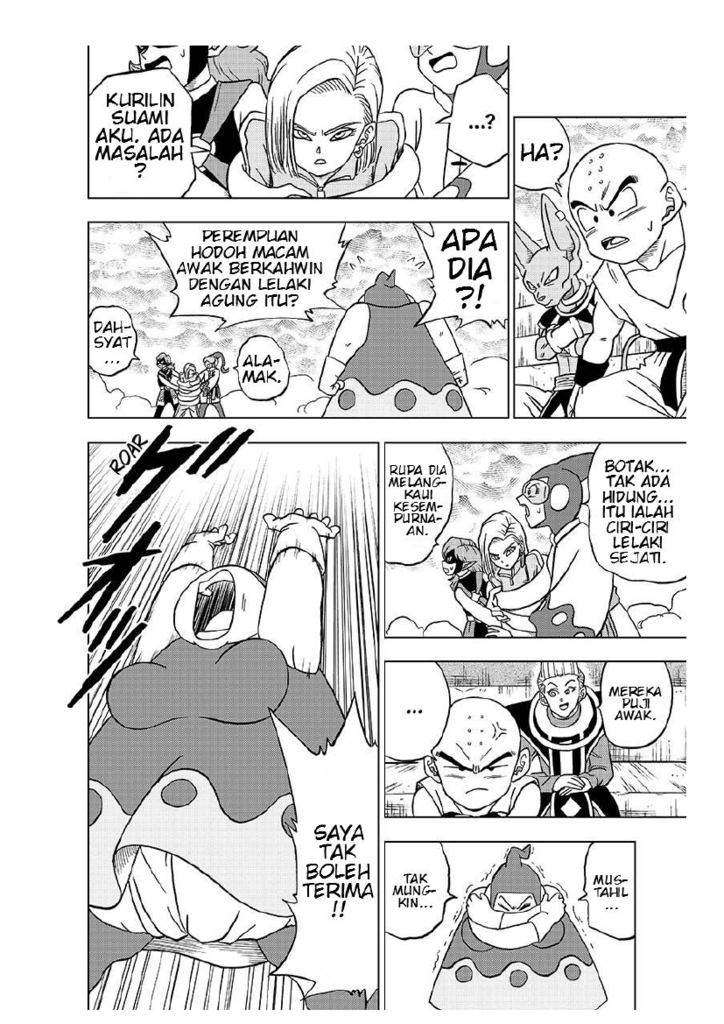 ...?
KURILIN
SUAMI
AKU. ADA
MASALAH
?
HA?
APA
DIA
?!
PEREMPUAN
HODOH MACAM
AWAK BERKAHWIN
DENGAN LELAKI
AGUNG ITU?
ALA-
MAK.
DAH-
SYAT
...
BOTAK...
TAK ADA
HIDUNG...
ITU IALAH
CIRI-CIRI
LELAKI
SEJATI.
RUPA DIA
MELANG-
KAUI
KESEM-
PURNA-
AN.
MEREKA
PUJI
AWAK.
...
MUS-
TAHIL
...
TAK
MUNG-
KIN...
ROAR
SAYA
TAK
BOLEH
TERIMA
!!